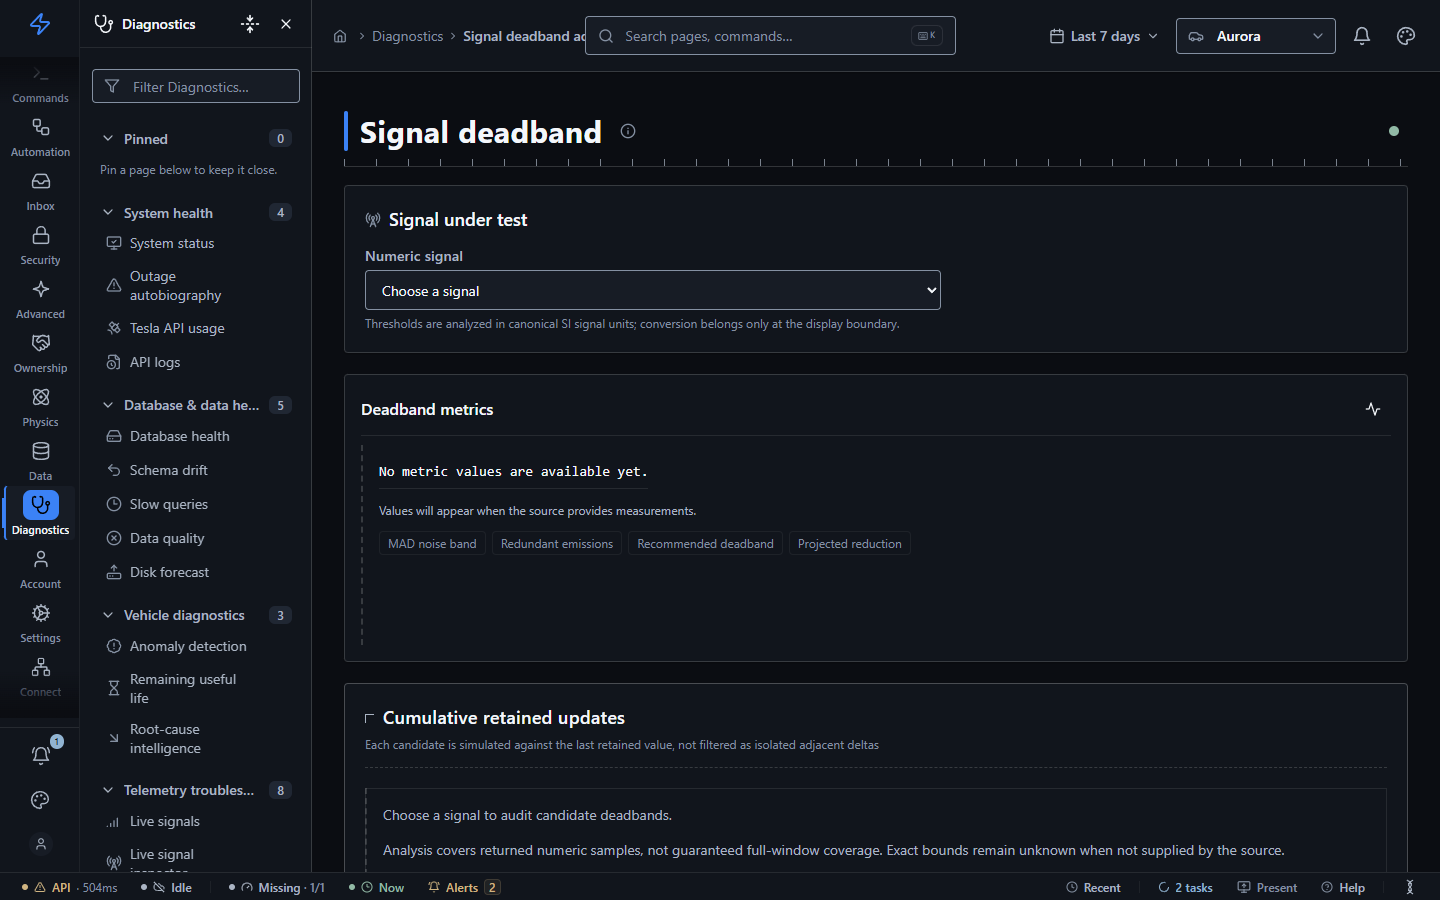 Diagnostics
Diagnostics
Signal deadband ac
Search pages, commands...
K
Last 7 days
Aurora
Commands
Automation
Inbox
Security
Advanced
Ownership
Physics
Data
Diagnostics
Account
Settings
Connect
1
Filter Diagnostics...
Pinned
0
Pin a page below to keep it close.
System health
4
System status
Outage
autobiography
Tesla API usage
API logs
Database & data he...
5
Database health
Schema drift
Slow queries
Data quality
Disk forecast
Vehicle diagnostics
3
Anomaly detection
Remaining useful
life
Root-cause
intelligence
Telemetry troubles...
8
Live signals
Live signal
inspector
Signal deadband
Signal under test
Numeric signal
Choose a signal
Thresholds are analyzed in canonical SI signal units; conversion belongs only at the display boundary.
Deadband metrics
No metric values are available yet.
Values will appear when the source provides measurements.
MAD noise band
Redundant emissions
Recommended deadband
Projected reduction
Cumulative retained updates
Each candidate is simulated against the last retained value, not filtered as isolated adjacent deltas
Choose a signal to audit candidate deadbands.
Analysis covers returned numeric samples, not guaranteed full-window coverage. Exact bounds remain unknown when not supplied by the source.
API · 504ms
Idle
Missing · 1/1
Now
Alerts 2
Recent
2 tasks
Present
Help